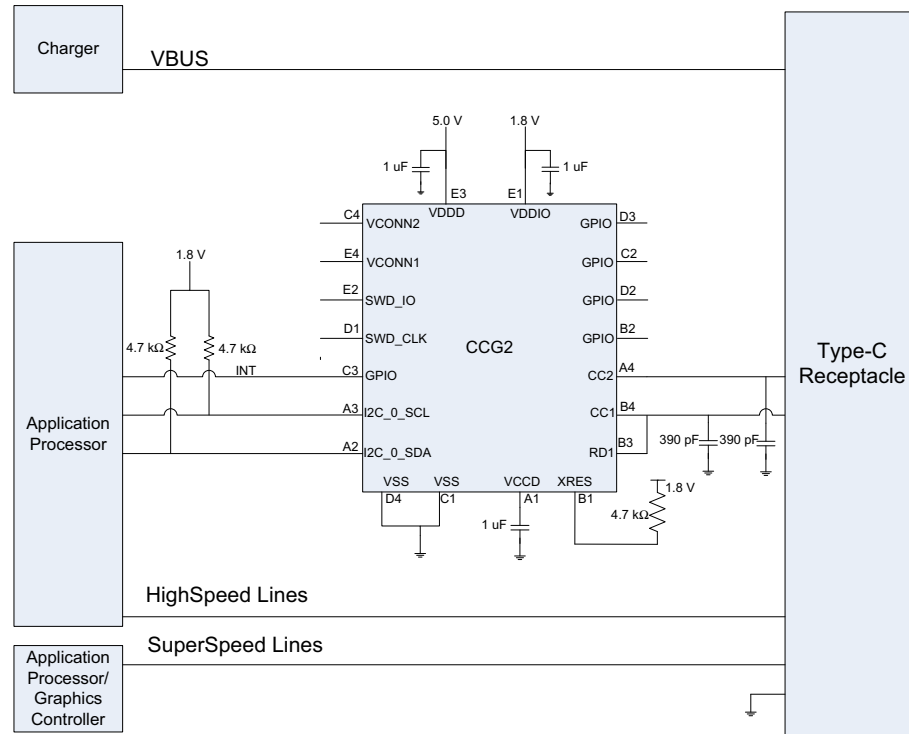 Charger
VBUS
5.0 V
1.8 V
1 uF
1 uF
E3
E1
VDDD
VDDIO
C4
VCONN2
GPIO
D3
E4
VCONN1
GPIO
C2
E2
SWD_IO
GPIO
D2
D1
SWD_CLK
GPIO
B2
CCG2
1.8 V
4.7 kΩ
4.7 kΩ
INT
C3
GPIO
CC2
A4
A3
I2C_0_SCL
CC1
B4
A2
I2C_0_SDA
RD1
B3
390 pF
390 pF
VSS
VSS
VCCD
XRES
D4
C1
A1
B1
1 uF
1.8 V
4.7 kΩ
Application
Processor
Type-C
Receptacle
HighSpeed Lines
SuperSpeed Lines
Application
Processor/
Graphics
Controller